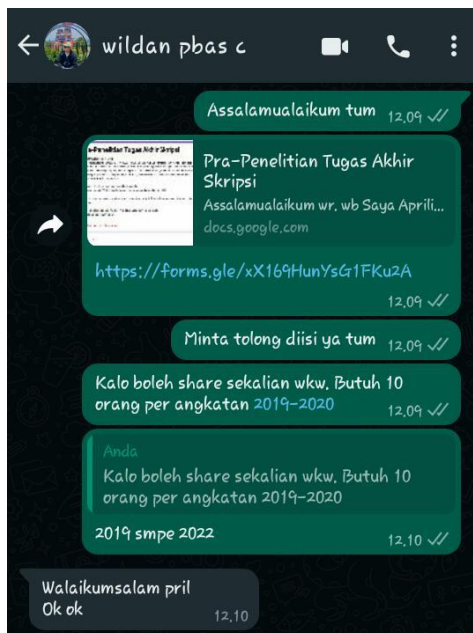 wildan pbas c
Assalamualaikum tum 12.09
Pra-Penelitian Tugas Akhir
Skripsi
Assalamualaikum wr. wb Saya Aprili...
docs.google.com
https://forms.gle/xX169HunYsG1FKu2A
12.09
Minta tolong diisi ya tum 12.09
Kalo boleh share sekalian wkw. Butuh 10
orang per angkatan 2019-2020 12.09
Anda
Kalo boleh share sekalian wkw. Butuh 10
orang per angkatan 2019-2020
2019 smpe 2022 12.10
Walaikumsalam pril
Ok ok 12.10